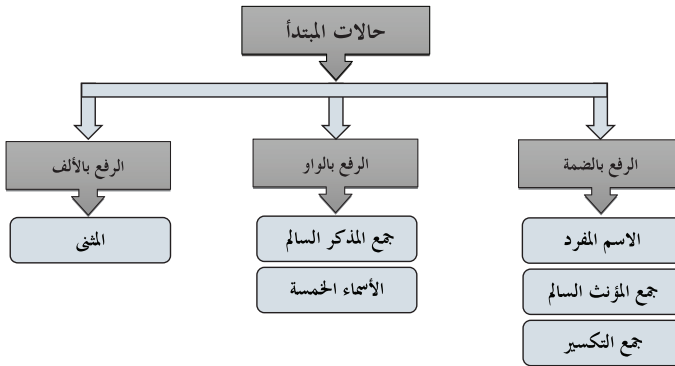 حالات المبتدأ
الرفع بالضمة
الرفع بالواو
الرفع بالألف
الاسم المفرد
جمع المذكر السالم
المثنى
جمع المؤنث السالم
الأسماء الخمسة
جمع التكسير